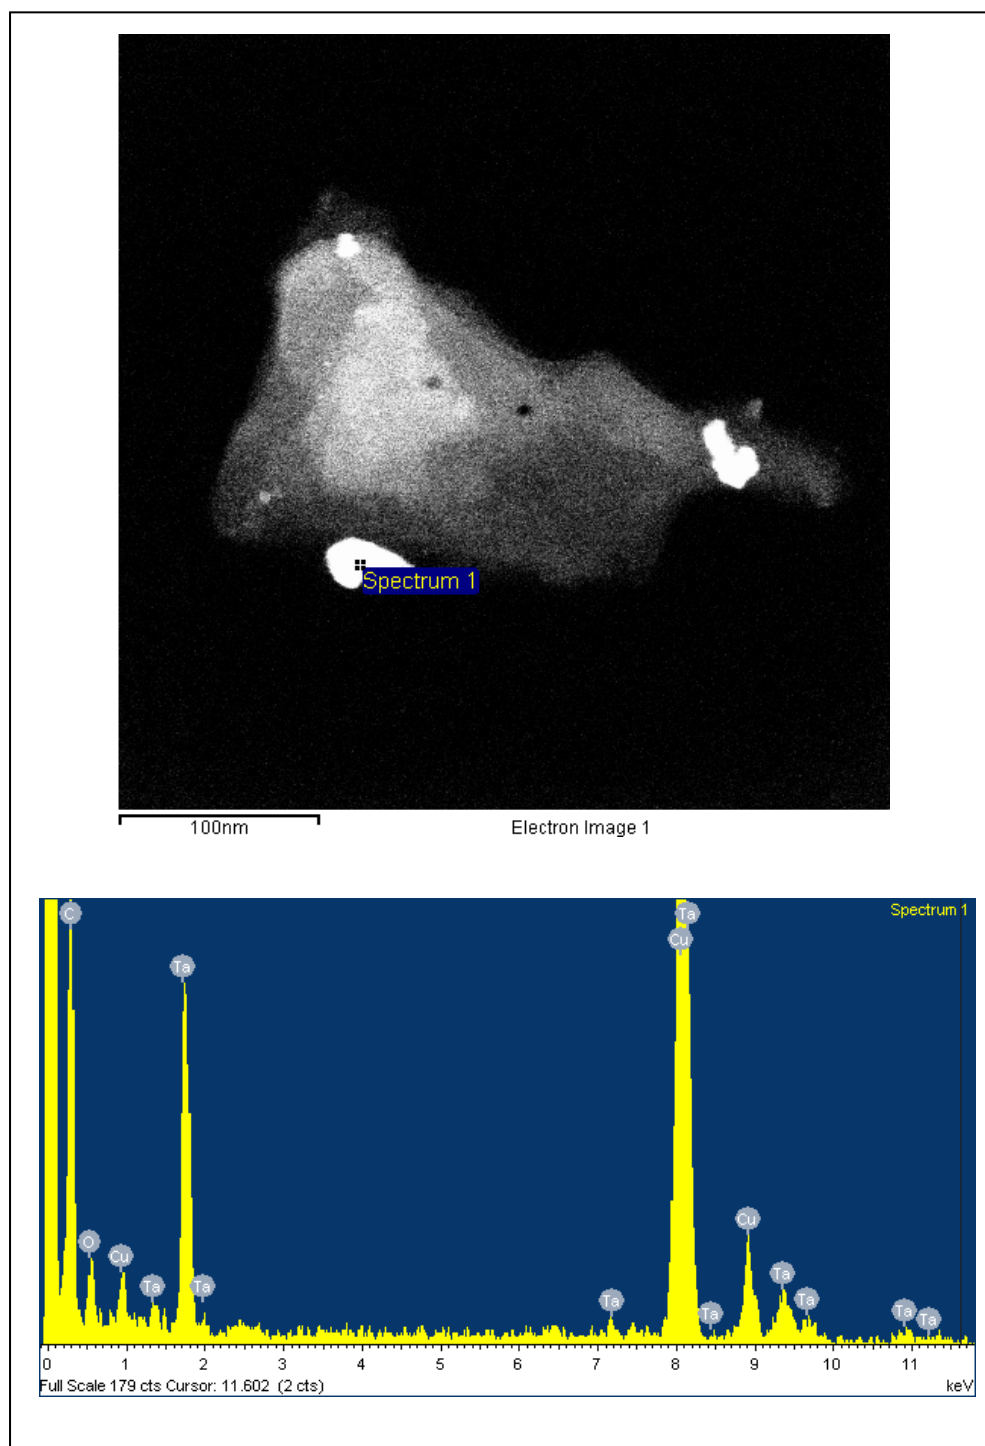 Spectrum 1
100nm Electron Image 1
Spectrum 1
C Ta
Cu
Ta
O Cu Ta Ta Ta Ta Cu Ta Ta Ta Ta
0 1 2 3 4 5 6 7 8 9 10 11
Full Scale 179 cts Cursor: 11.602 (2 cts) keV